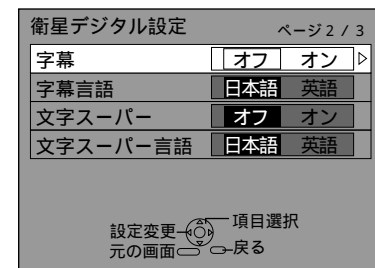 衛星デジタル設定 ページ2 / 3
字幕 オフ オン
字幕言語 日本語 英語
文字スーパー オフ オン
文字スーパー言語 日本語 英語
設定変更 項目選択
元の画面 戻る